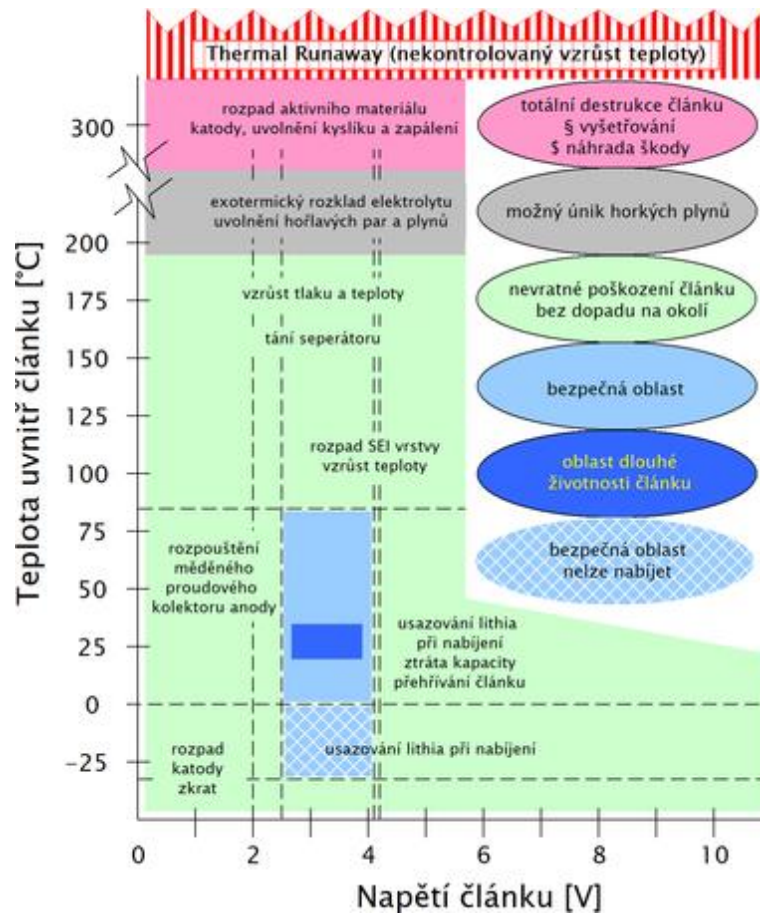 Thermal Runaway (nekontrolovaný vzrůst teploty)
rozpad aktivního materiálu
katody, uvolnění kyslíku a zapálení
exotermický rozklad elektrolytu
uvolnění hořlavých par a plynů
vzrůst tlaku a teploty
tání seperátoru
rozpad SEI vrstvy
vzrůst teploty
rozpouštění
měděného
proudového
kolektoru anody
usazování lithia
při nabíjení
ztráta kapacity
přehřívání článku
rozpad
katody
zkrat
usazování lithia při nabíjení
totální destrukce článku
§ vyšetřování
$ náhrada škody
možný únik horkých plynů
nevratné poškození článku
bez dopadu na okolí
bezpečná oblast
oblast dlouhé
životnosti článku
bezpečná oblast
nelze nabíjet
Teplota uvnitř článku [°C]
300
200
175
150
125
100
75
50
25
0
-25
0 2 4 6 8 10
Napětí článku [V]